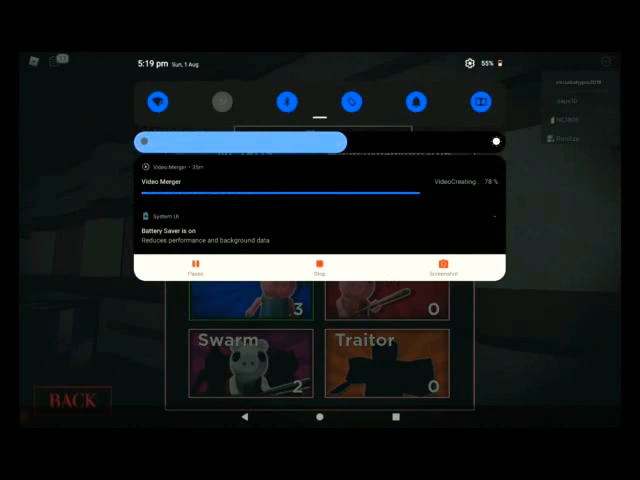 5:19 pm Sun, 1 Aug
55%
13
Video Merger • 35m
Video Merger
VideoCreating... 78 %
System UI
Battery Saver is on
Reduces performance and background data
Pause
Stop
Screenshot
3
0
Swarm
2
Traitor
0
BACK